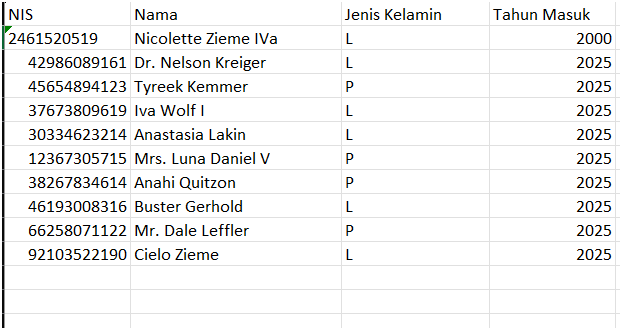 NIS Nama Jenis Kelamin Tahun Masuk
2461520519 Nicolette Zieme IVa L 2000
42986089161 Dr. Nelson Kreiger L 2025
45654894123 Tyreek Kemmer P 2025
37673809619 Iva Wolf I L 2025
30334623214 Anastasia Lakin L 2025
12367305715 Mrs. Luna Daniel V P 2025
38267834614 Anahi Quitzon P 2025
46193008316 Buster Gerhold L 2025
66258071122 Mr. Dale Leffler P 2025
92103522190 Cielo Zieme L 2025